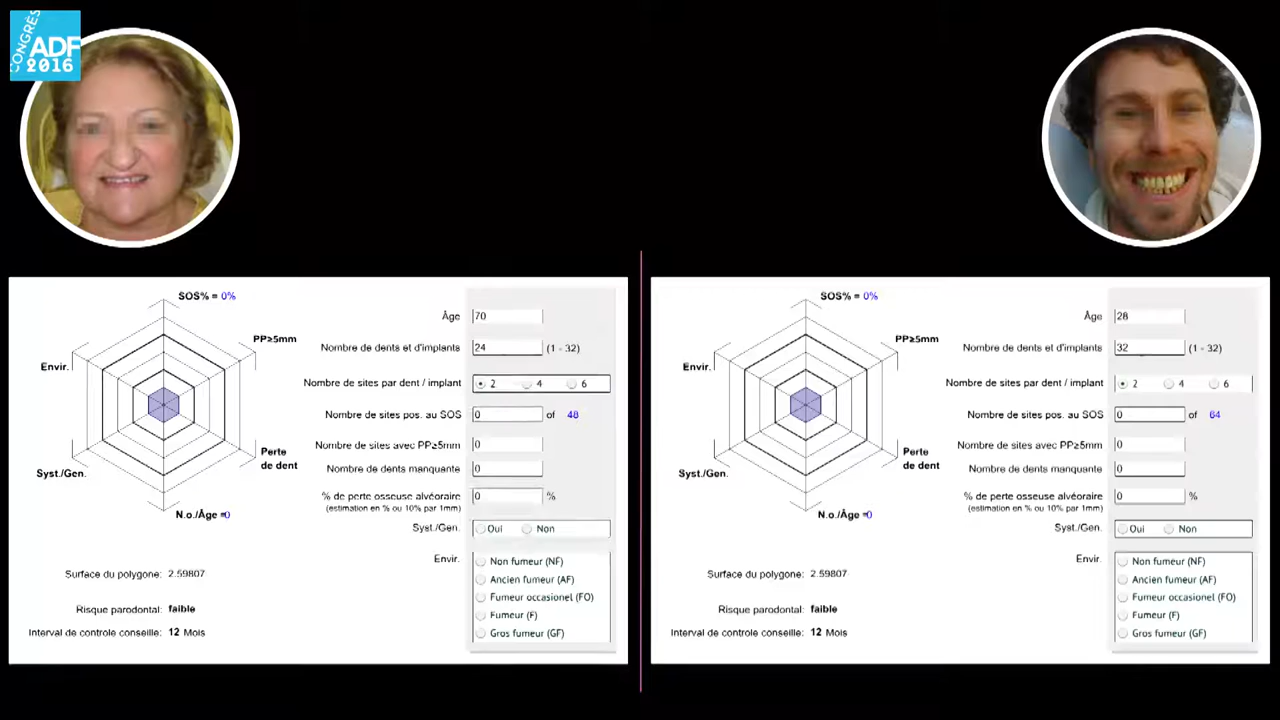 CONGRÈS
ADF
2016
SOS% = 0%
PP≥5mm
Envir.
Perte
de dent
Syst./Gen.
N.o./Âge =0
Surface du polygone: 2.59807
Risque parodontal: faible
Interval de controle conseille: 12 Mois
Âge 70
Nombre de dents et d'implants 24 (1 - 32)
Nombre de sites par dent / implant 2 4 6
Nombre de sites pos. au SOS 0 of 48
Nombre de sites avec PP≥5mm 0
Nombre de dents manquante 0
% de perte osseuse alvéoraire 0 %
(estimation en % ou 10% par 1mm)
Syst./Gen. Oui Non
Envir. Non fumeur (NF)
Ancien fumeur (AF)
Fumeur occasionel (FO)
Fumeur (F)
Gros fumeur (GF)
SOS% = 0%
PP≥5mm
Envir.
Perte
de dent
Syst./Gen.
N.o./Âge =0
Surface du polygone: 2.59807
Risque parodontal: faible
Interval de controle conseille: 12 Mois
Âge 28
Nombre de dents et d'implants 32 (1 - 32)
Nombre de sites par dent / implant 2 4 6
Nombre de sites pos. au SOS 0 of 64
Nombre de sites avec PP≥5mm 0
Nombre de dents manquante 0
% de perte osseuse alvéoraire 0 %
(estimation en % ou 10% par 1mm)
Syst./Gen. Oui Non
Envir. Non fumeur (NF)
Ancien fumeur (AF)
Fumeur occasionel (FO)
Fumeur (F)
Gros fumeur (GF)